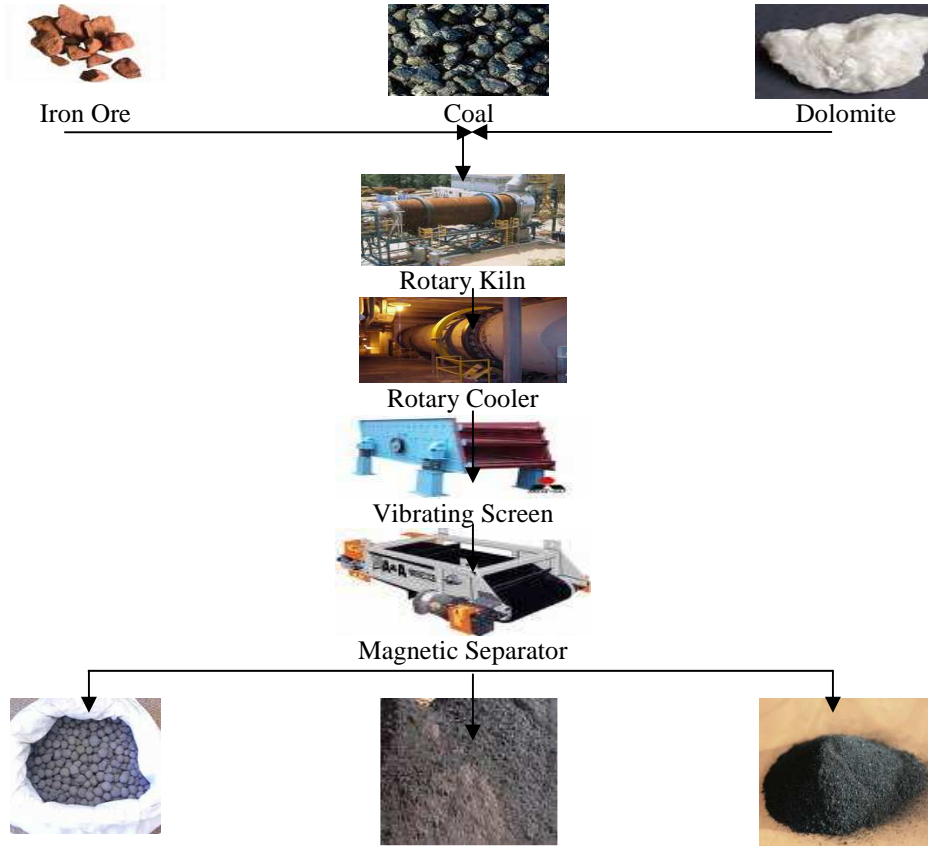 Iron Ore
Coal
Dolomite
Rotary Kiln
Rotary Cooler
Vibrating Screen
A&A
Magnetic Separator